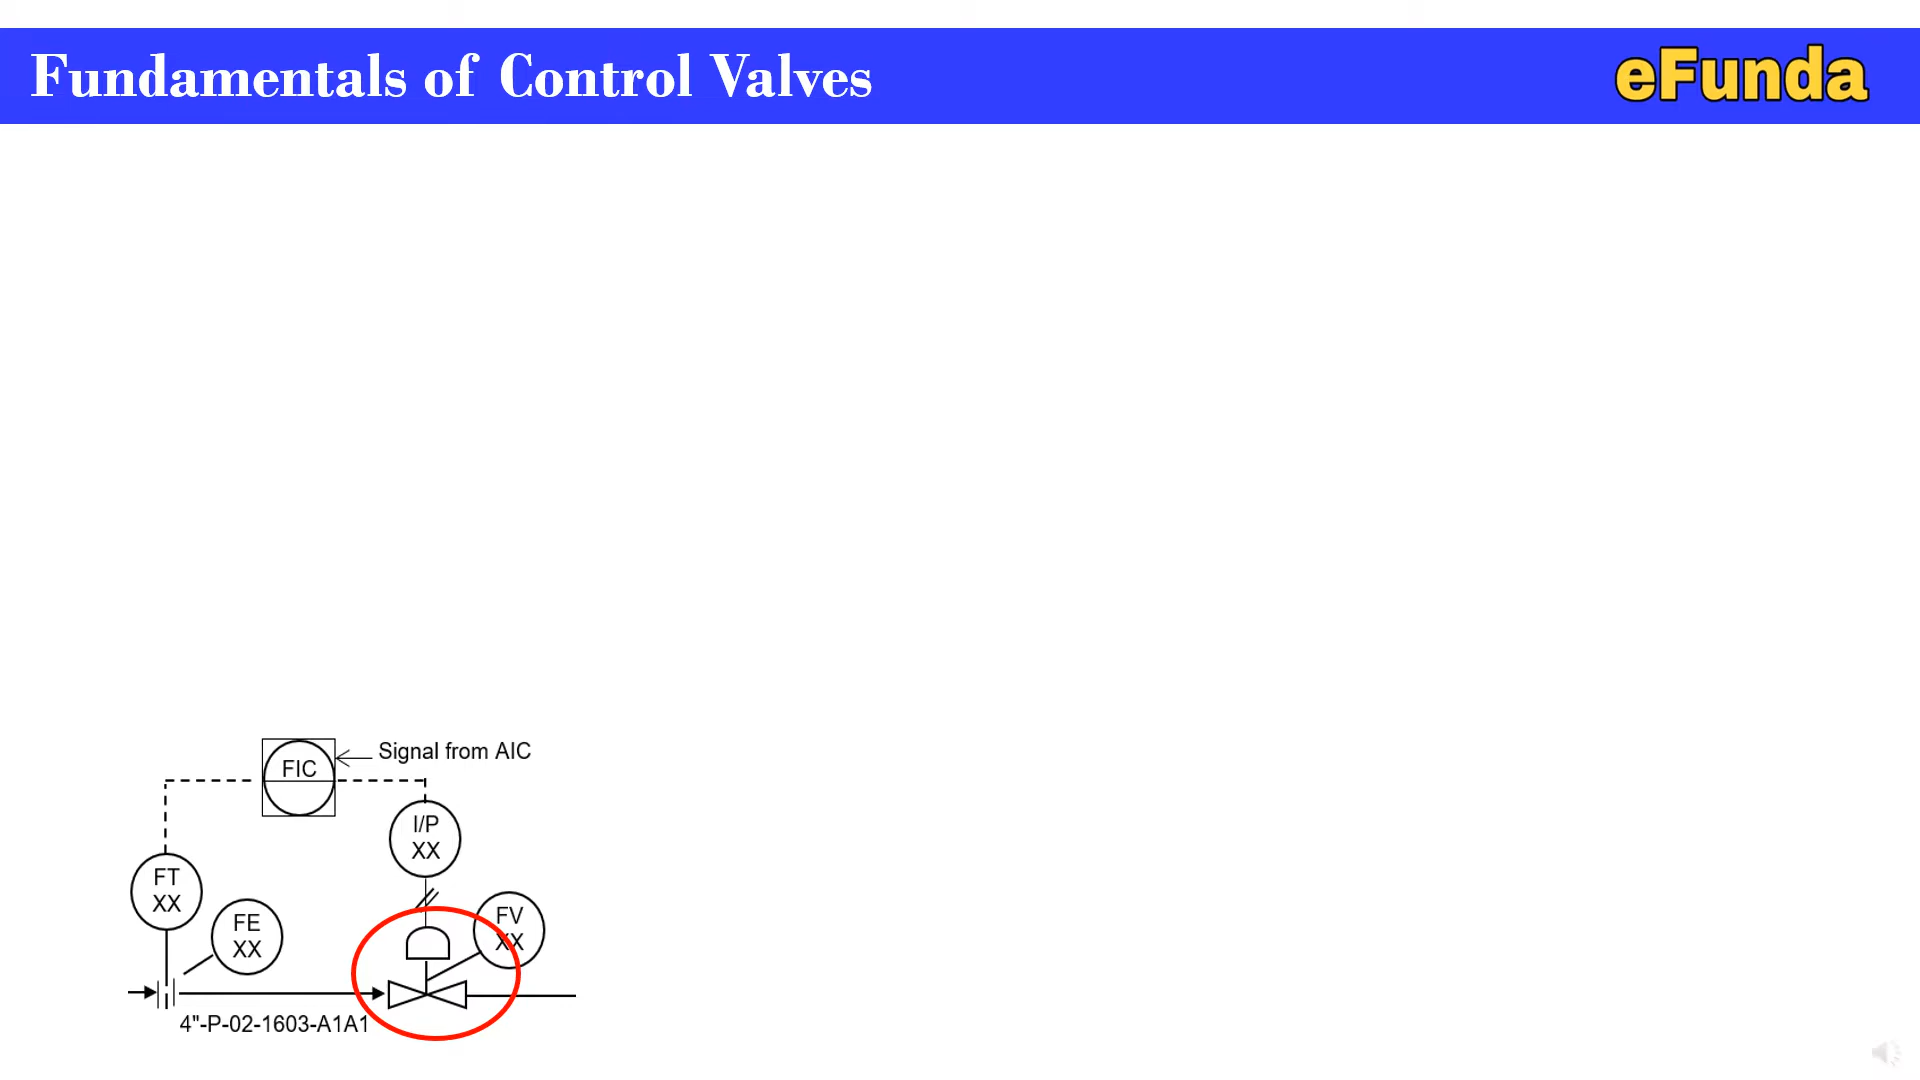 Fundamentals of Control Valves
eFunda
Signal from AIC
FIC
I/P
XX
FT
XX
FE
XX
FV
XX
4"-P-02-1603-A1A1